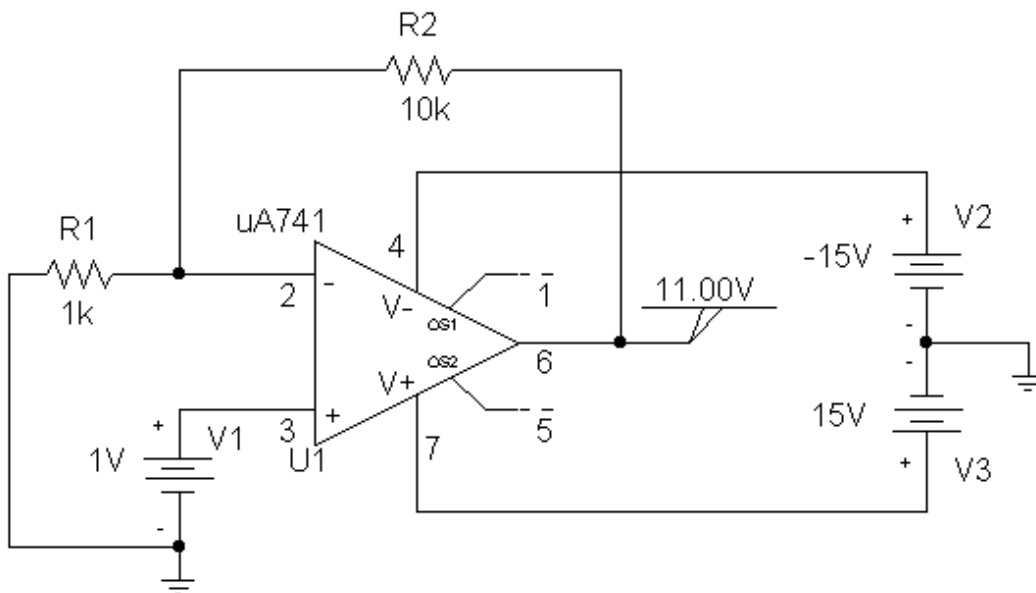 R2
10k
R1
1k
uA741
4
V2
-15V
+
-
2
-
V-
OS1
1
11.00V
6
OS2
V+
5
3
+
U1
7
-
15V
+
V3
+
V1
1V
-